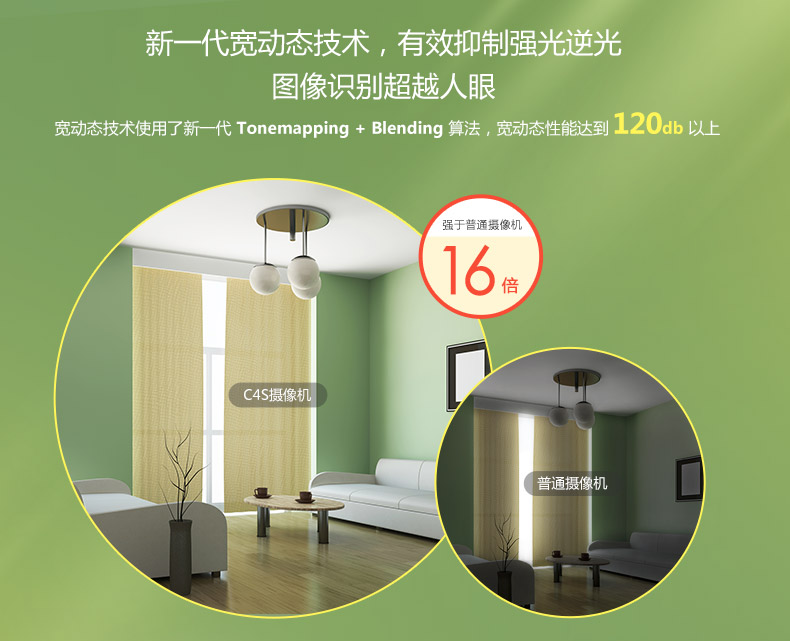 新一代宽动态技术，有效抑制强光逆光
图像识别超越人眼
宽动态技术使用了新一代 Tonemapping + Blending 算法，宽动态性能达到 120db 以上
强于普通摄像机
16倍
C4S摄像机
普通摄像机